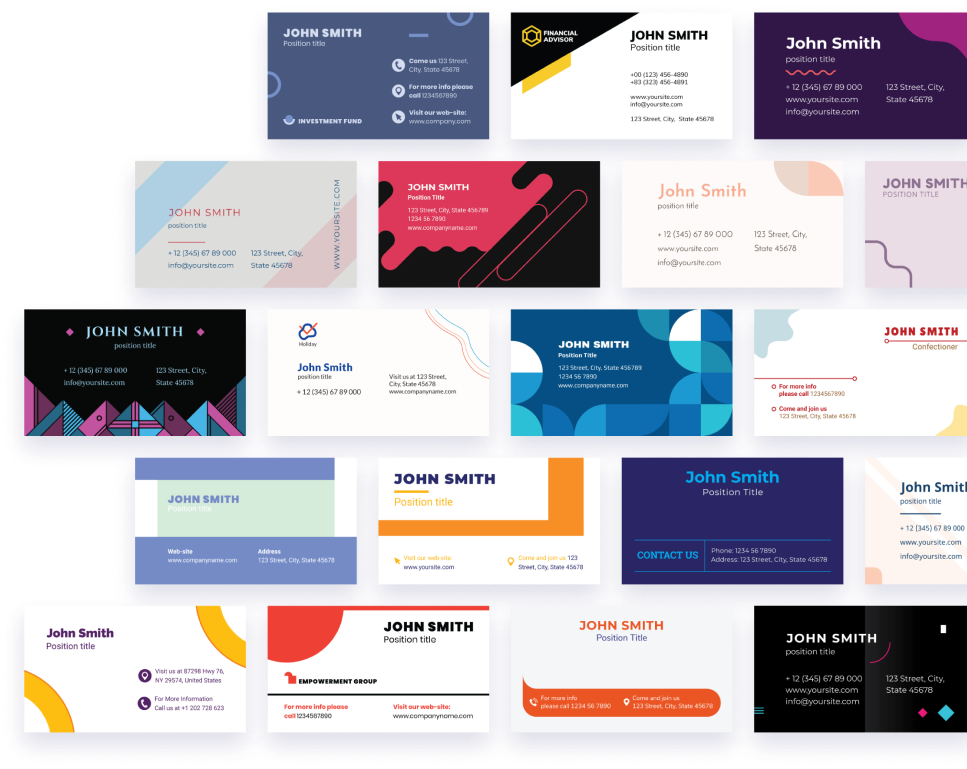 JOHN SMITH
Position title
Come us 123 Street,
City, State 45678
For more info please
call 1234567890
Visit our web-site:
www.company.com
INVESTMENT FUND
FINANCIAL
ADVISOR
JOHN SMITH
Position title
+00 (123) 456-4890
+83 (323) 456-4891
www.yoursite.com
info@yoursite.com
123 Street, City, State 45678
John Smith
position title
+ 12 (345) 67 89 000
www.yoursite.com
info@yoursite.com
123 Street, City,
State 45678
JOHN SMITH
position title
+ 12 (345) 67 89 000
info@yoursite.com
123 Street, City,
State 45678
WWW.YOURSITE.COM
JOHN SMITH
Position Title
123 Street, City, State 456789
1234 56 7890
www.companyname.com
John Smith
position title
+ 12 (345) 67 89 000
www.yoursite.com
info@yoursite.com
123 Street, City,
State 45678
JOHN SMITH
POSITION TITLE
JOHN SMITH
position title
+ 12 (345) 67 89 000
info@yoursite.com
123 Street, City,
State 45678
Holiday
John Smith
position title
+ 12 (345) 67 89 000
Visit us at 123 Street,
City, State 45678
www.companyname.com
JOHN SMITH
Position Title
123 Street, City, State 456789
1234 56 7890
www.companyname.com
JOHN SMITH
Confectioner
For more info
please call 1234567890
Come and join us
123 Street, City, State 45678
JOHN SMITH
Position title
Web-site
www.companyname.com
Address
123 Street, City, State 45678
JOHN SMITH
Position title
Visit our web-site:
www.yoursite.com
Come and join us 123
Street, City, State 45678
John Smith
Position Title
CONTACT US
Phone: 1234 56 7890
Address: 123 Street, City, State 45678
John Smith
position title
+ 12 (345) 67 89 000
www.yoursite.com
info@yoursite.com
John Smith
Position title
Visit us at 87298 Hwy 76,
NY 29574, United States
For More Information
Call us at +1 202 728 623
JOHN SMITH
Position title
EMPOWERMENT GROUP
For more info please
call 1234567890
Visit our web-site:
www.companyname.com
JOHN SMITH
Position Title
For more info
please call 1234 56 7890
Come and join us
123 Street, City, State 45678
JOHN SMITH
position title
+ 12 (345) 67 89 000
www.yoursite.com
info@yoursite.com
123 Street, City,
State 45678